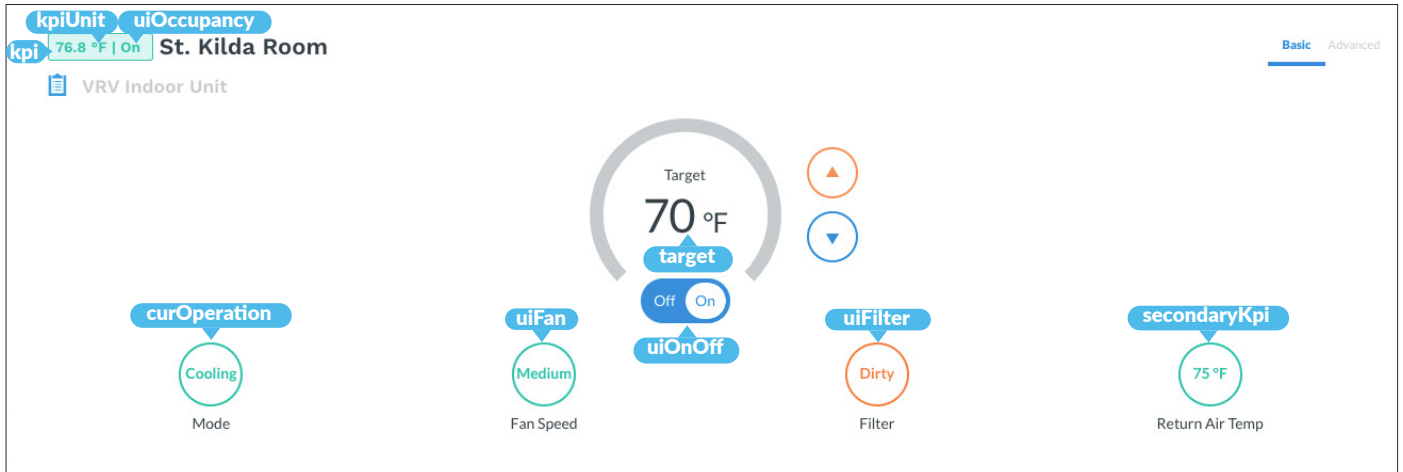 kpiUnit uiOccupancy
kpi 76.8 °F | On St. Kilda Room Basic Advanced
VRV Indoor Unit
Target
70 °F
target
Off On
curOperation uiFan uiOnOff uiFilter secondaryKpi
Cooling Medium Dirty 75 °F
Mode Fan Speed Filter Return Air Temp